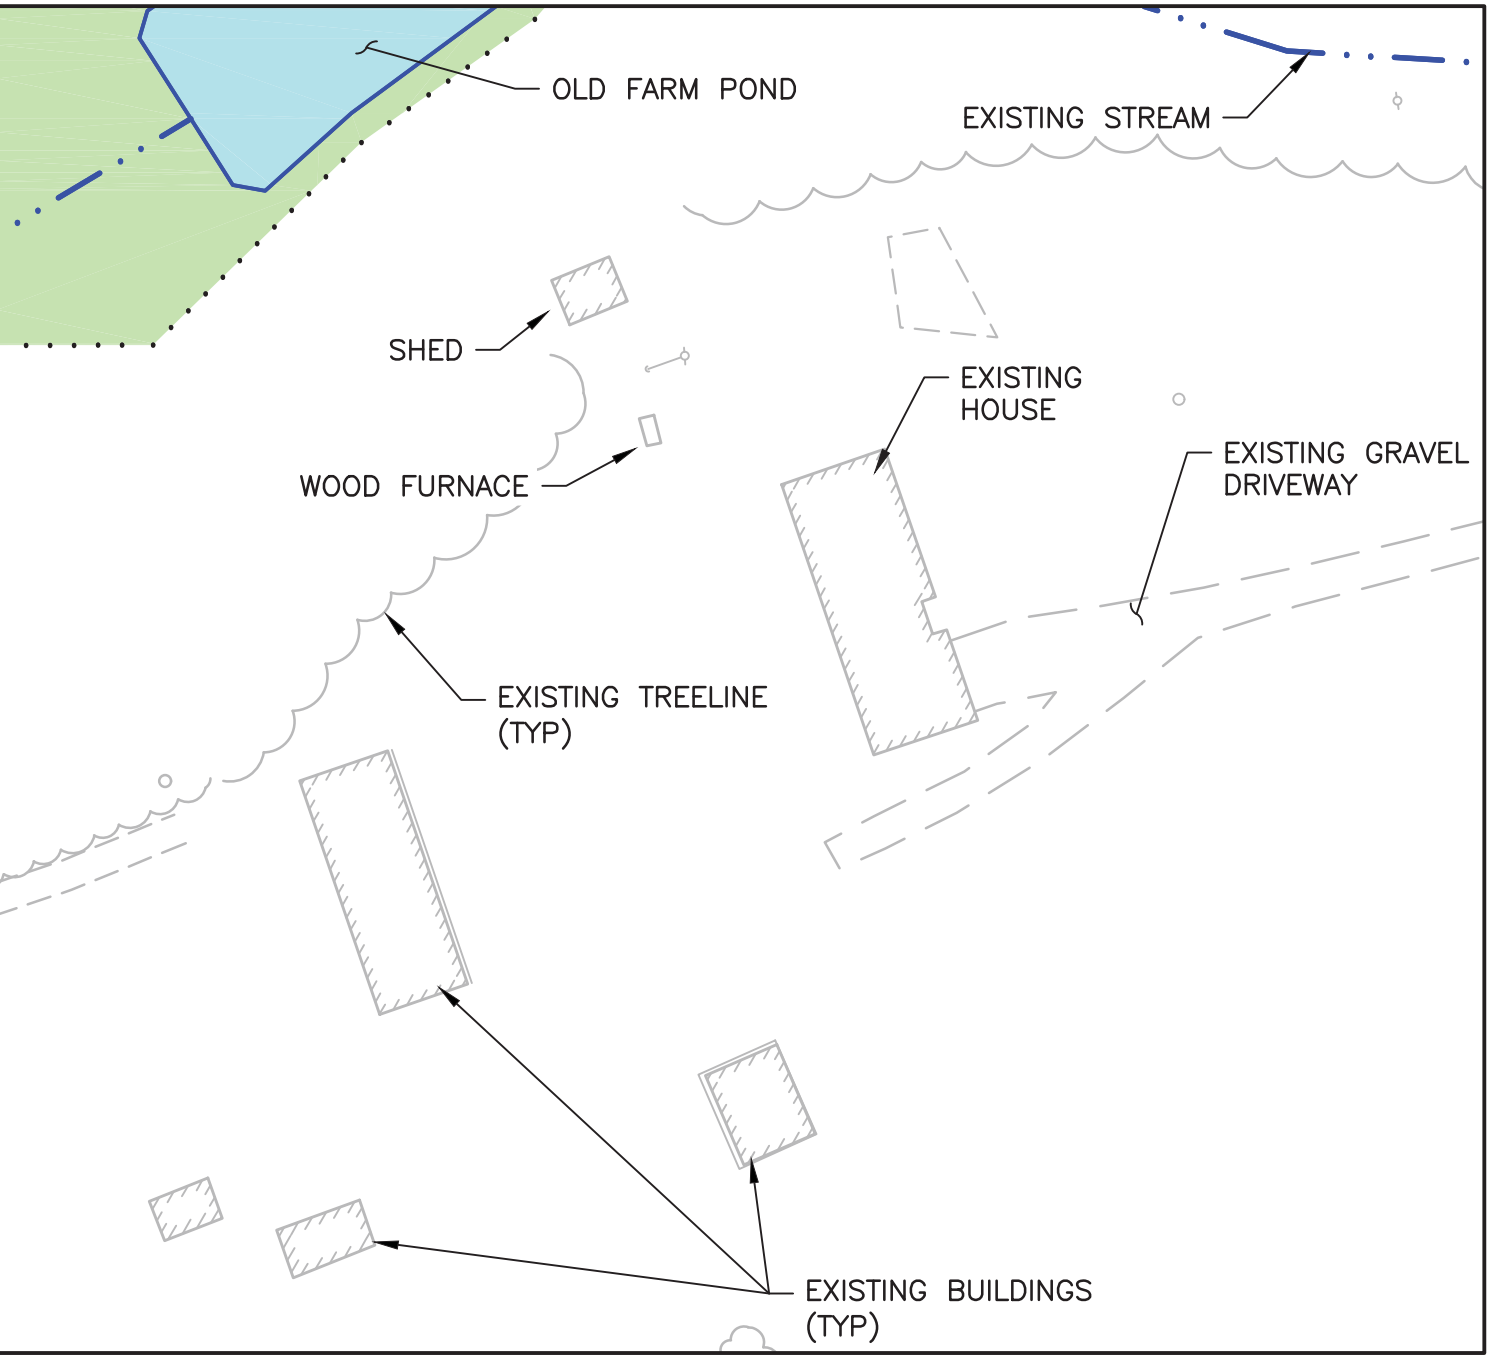 OLD FARM POND
EXISTING STREAM
SHED
EXISTING
HOUSE
EXISTING GRAVEL
DRIVEWAY
WOOD FURNACE
EXISTING TREELINE
(TYP)
EXISTING BUILDINGS
(TYP)